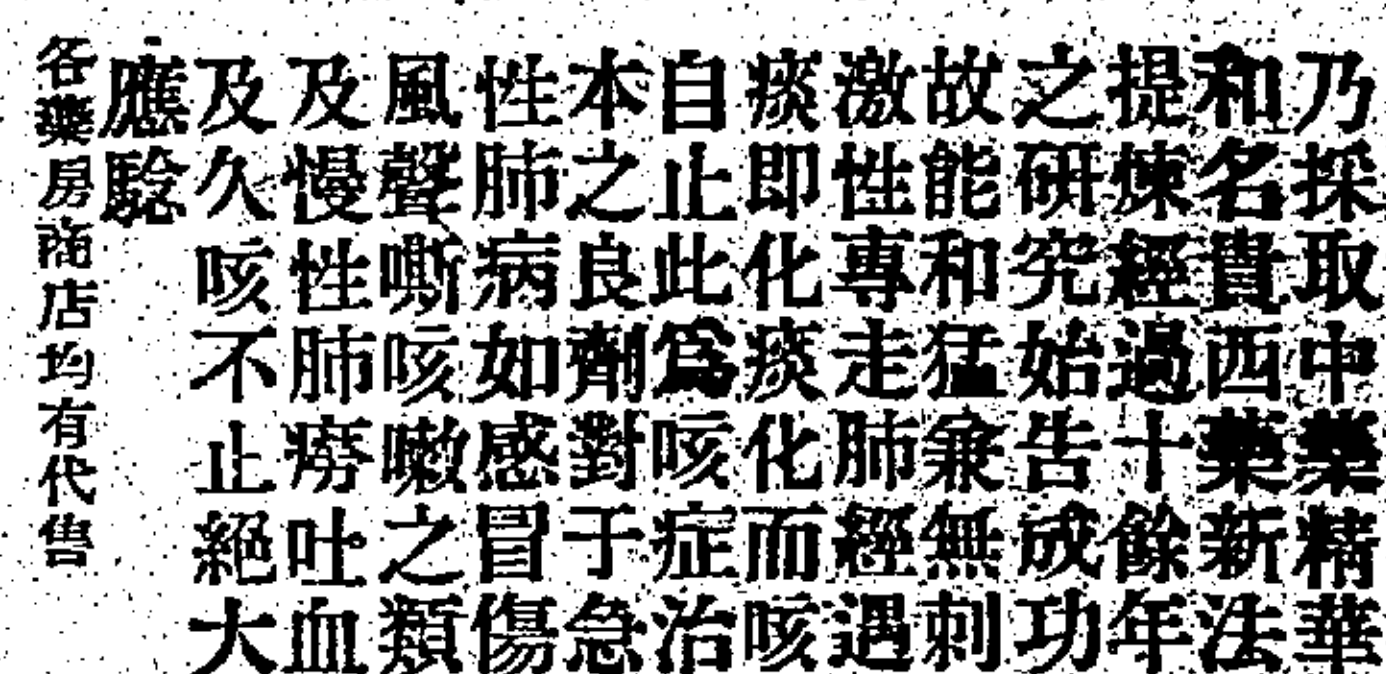 乃採取中藥精華
和名貴西藥新法
提煉經過十餘年
之研究始告成功
故能和猛兼無刺
激性專走肺經遇
痰即化痰化而咳
自止此為咳症治
本之良劑對于急
性肺病如感冒傷
風聲嘶咳嗽之類
及慢性肺癆吐血
及久咳不止絕大
應驗
各藥房商店均有代售